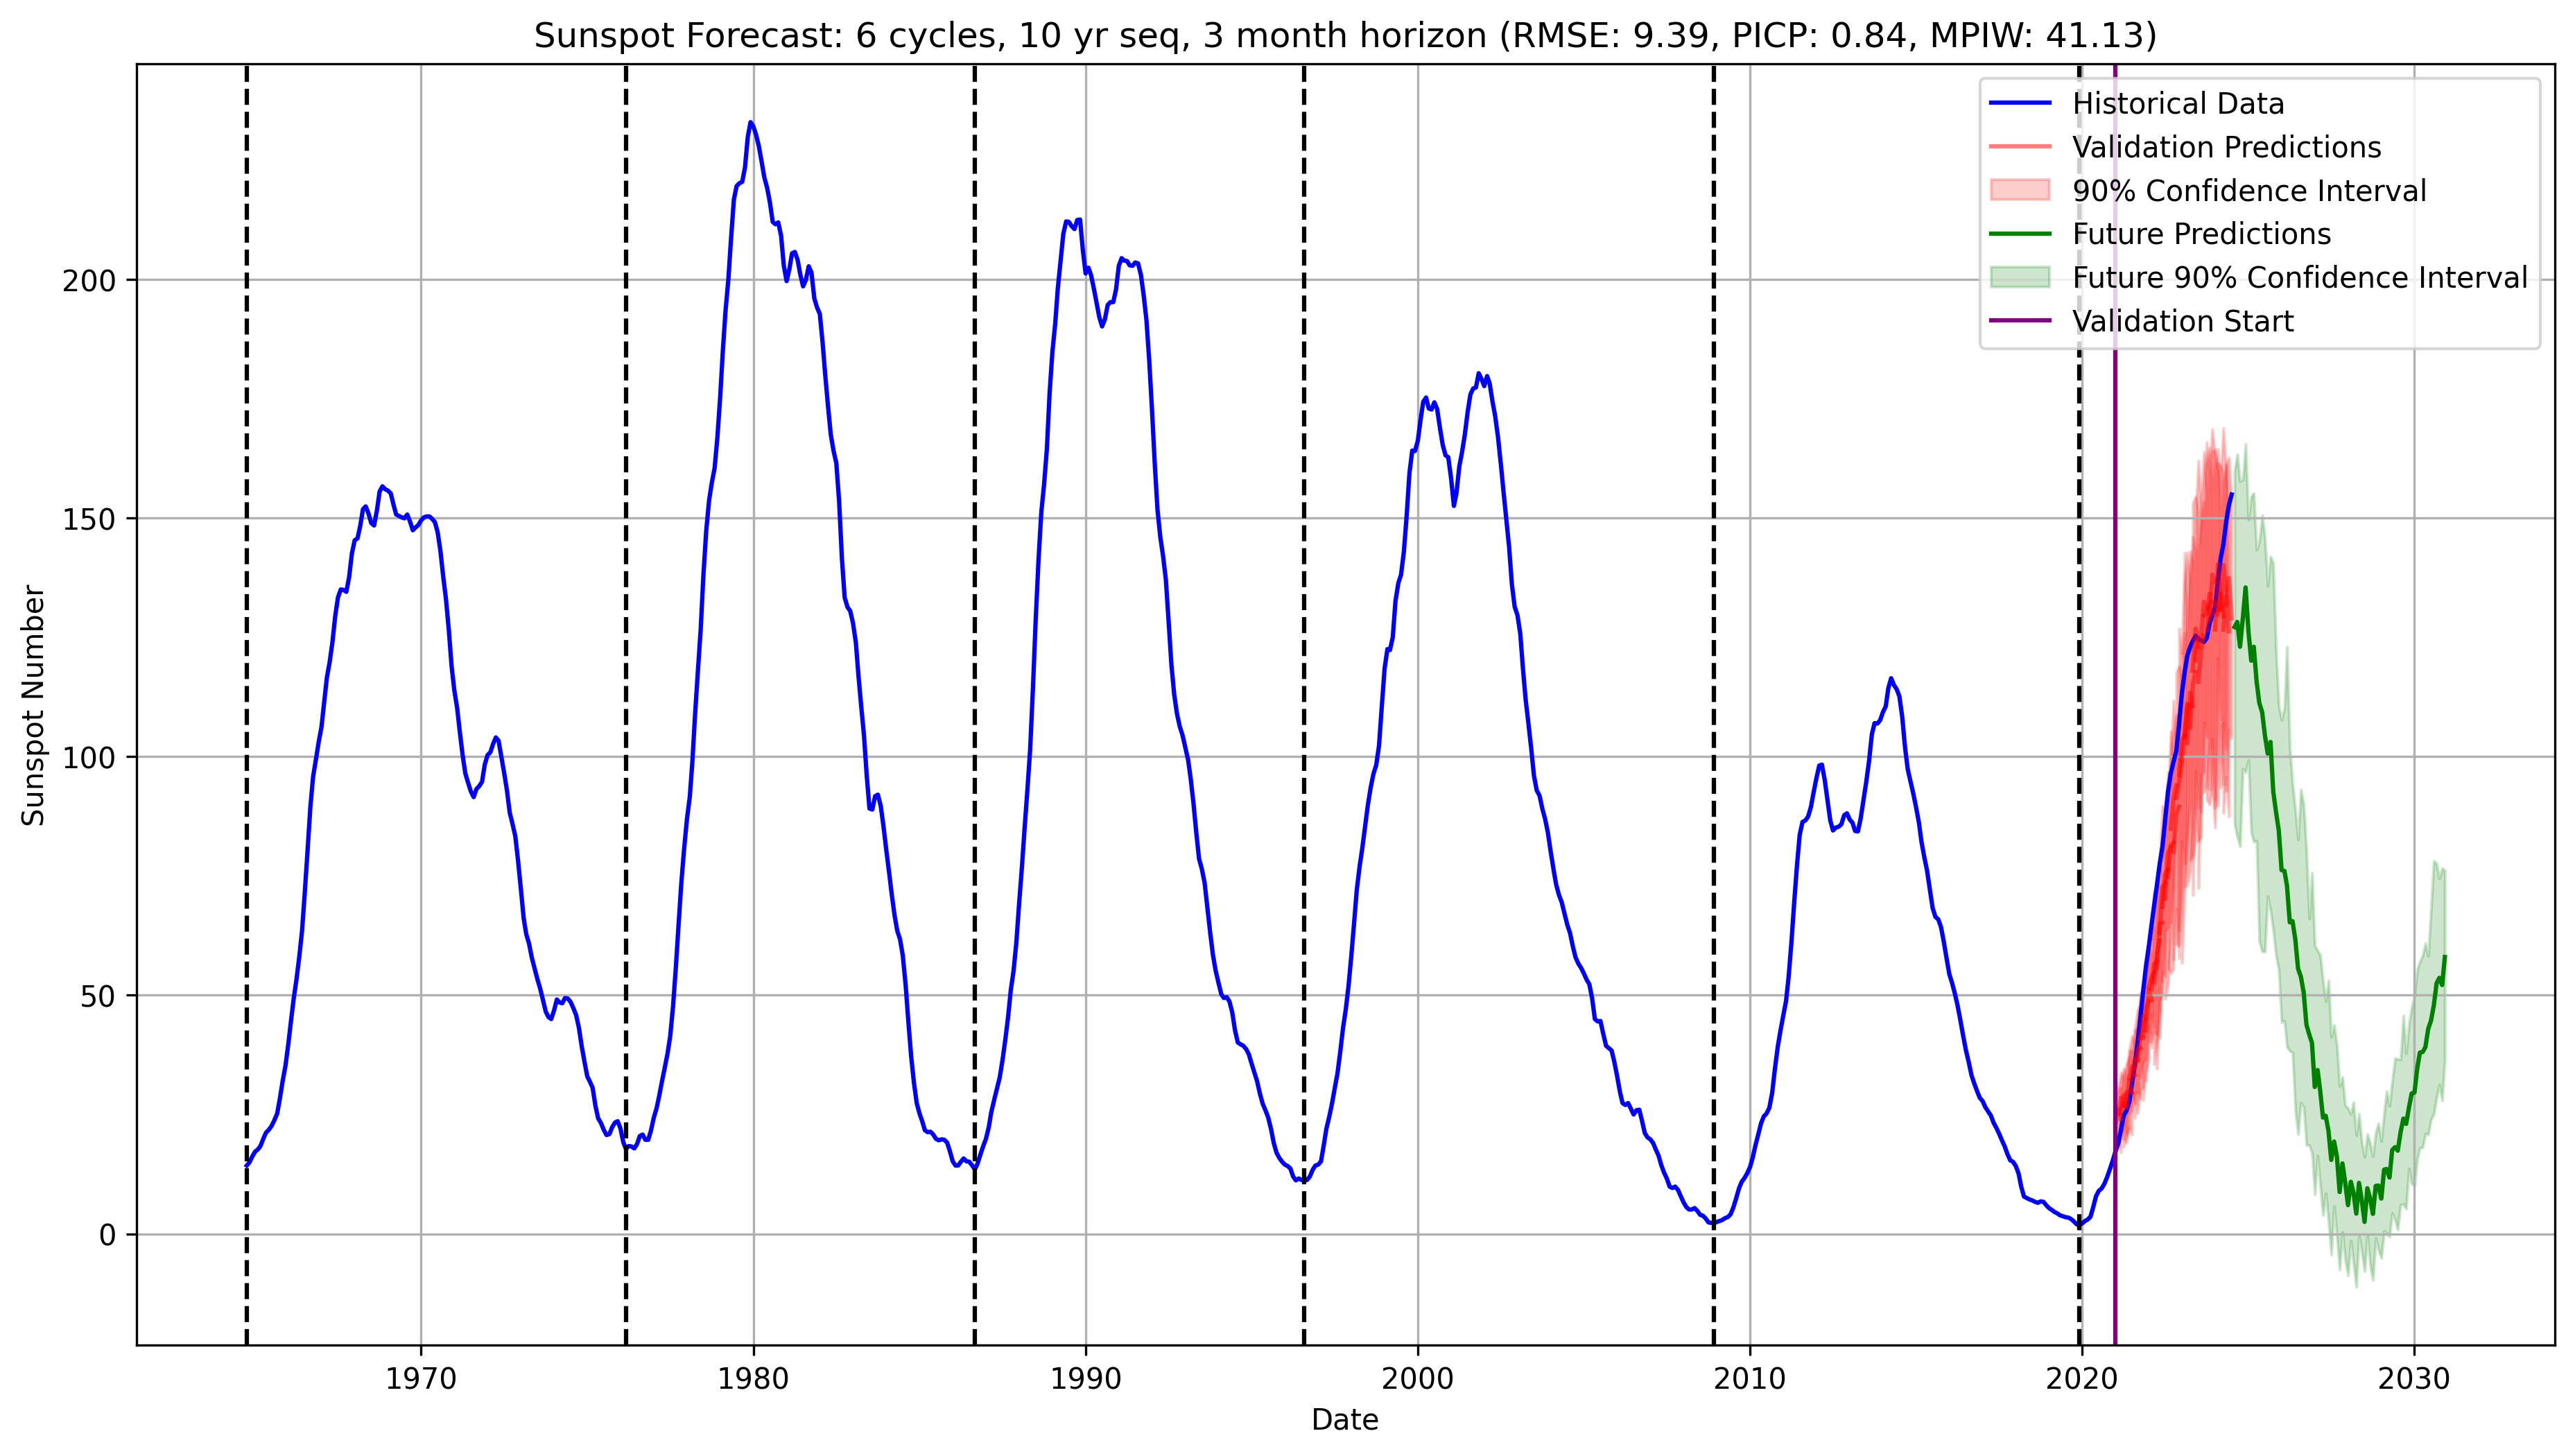 Sunspot Forecast: 6 cycles, 10 yr seq, 3 month horizon (RMSE: 9.39, PICP: 0.84, MPIW: 41.13)
Historical Data
Validation Predictions
90% Confidence Interval
Future Predictions
Future 90% Confidence Interval
Validation Start
Sunspot Number
200
150
100
50
0
1970
1980
1990
2000
2010
2020
2030
Date